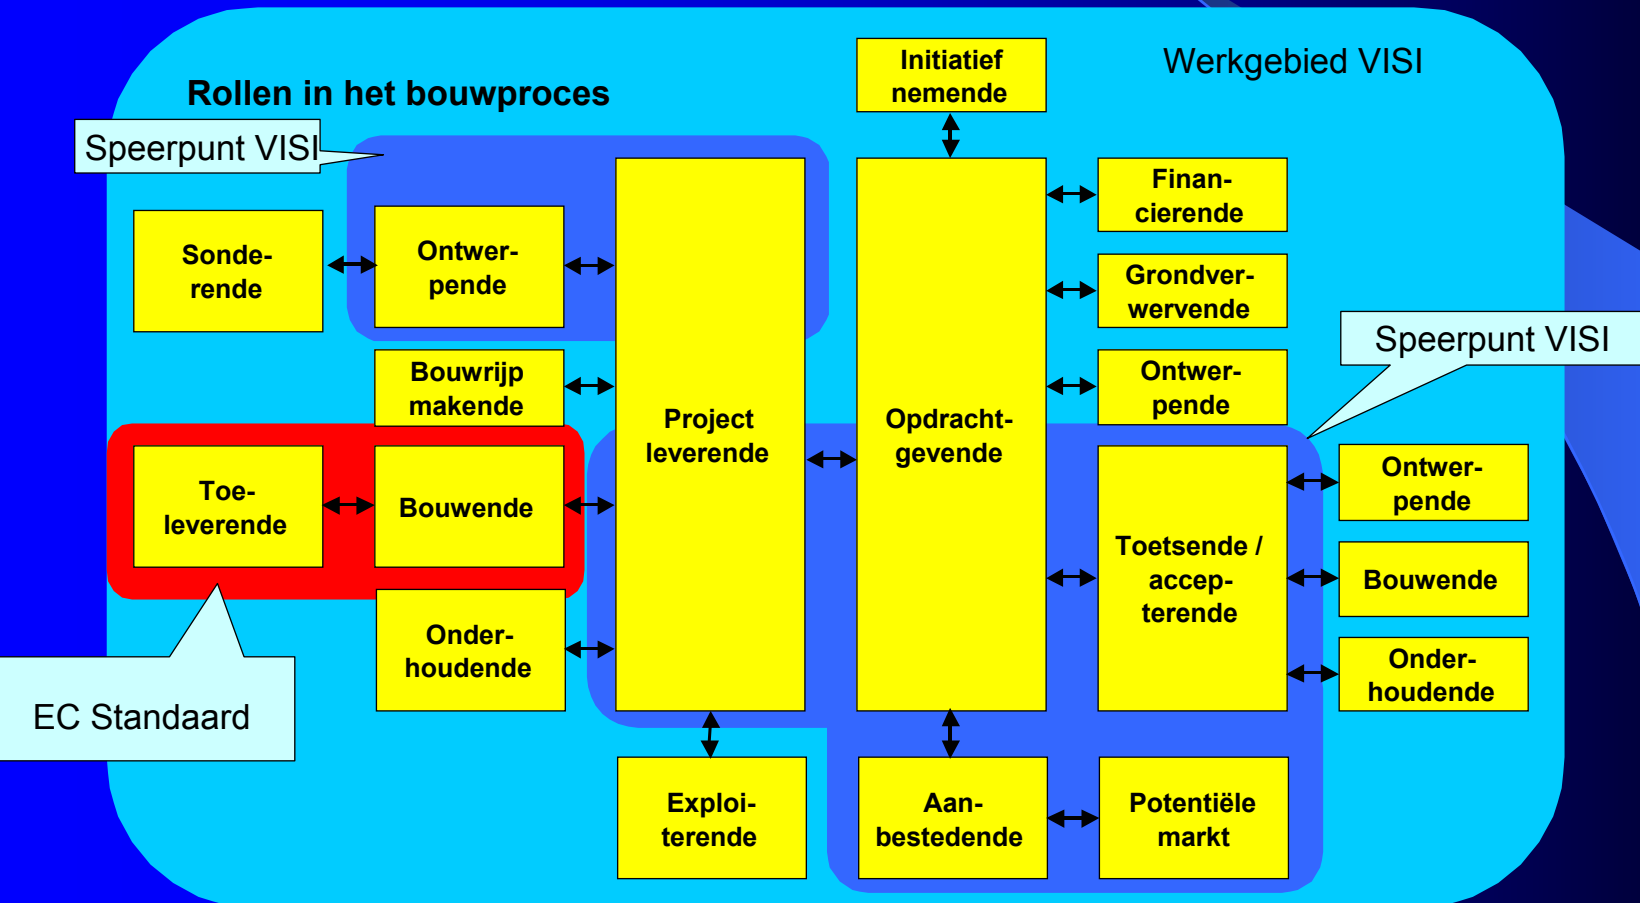 Werkgebied VISI
Rollen in het bouwproces
Speerpunt VISI
Initiatief
nemende
Finan-
cierende
Sonde-
rende
Ontwer-
pende
Grondver-
wervende
Speerpunt VISI
Bouwrijp
makende
Project
leverende
Opdracht-
gevende
Ontwer-
pende
Toe-
leverende
Bouwende
Toetsende /
accep-
terende
Ontwer-
pende
Bouwende
Onder-
houdende
Onder-
houdende
EC Standaard
Exploi-
terende
Aan-
bestedende
Potentiële
markt